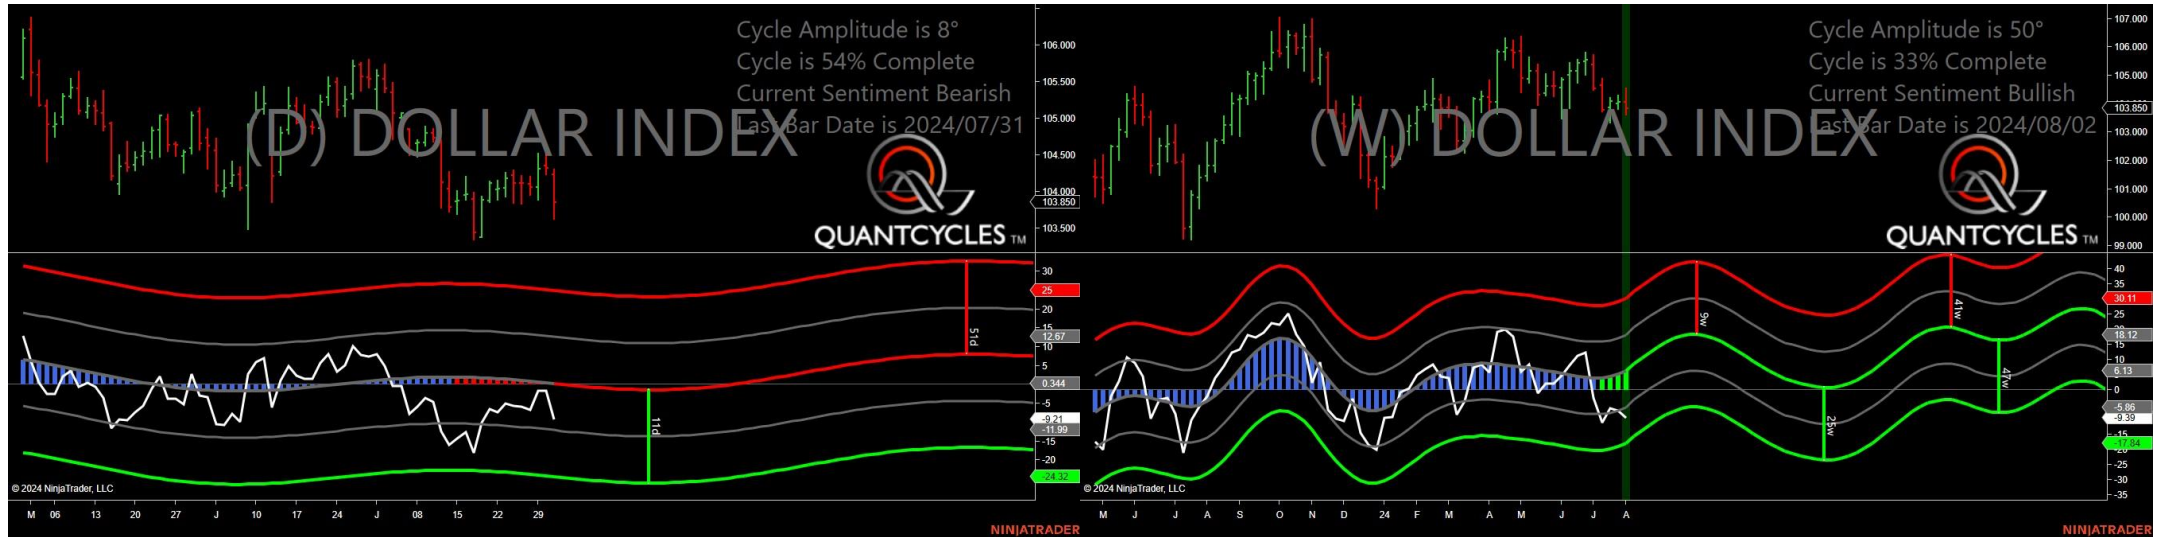 Cycle Amplitude is 8°
Cycle is 54% Complete
Current Sentiment Bearish
Last Bar Date is 2024/07/31
(D) DOLLAR INDEX
QUANTCYCLES TM
106.000
105.500
105.000
104.500
104.000
103.850
103.500
30
25
20
15
12.67
10
5
0.344
-5
-9.21
-11.99
-15
-20
-24.32
51d
11d
© 2024 NinjaTrader, LLC
M 06 13 20 27 J 10 17 24 J 08 15 22 29
NINJATRADER
Cycle Amplitude is 50°
Cycle is 33% Complete
Current Sentiment Bullish
Last Bar Date is 2024/08/02
(W) DOLLAR INDEX
QUANTCYCLES TM
107.000
106.000
105.000
103.850
103.000
102.000
101.000
100.000
99.000
40
30.11
25
18.12
15
10
6.13
0
-5.86
-9.39
-15
-17.84
-25
-30
-35
9w
41w
25w
47w
© 2024 NinjaTrader, LLC
M J J A S O N D 24 F M A M J J A
NINJATRADER